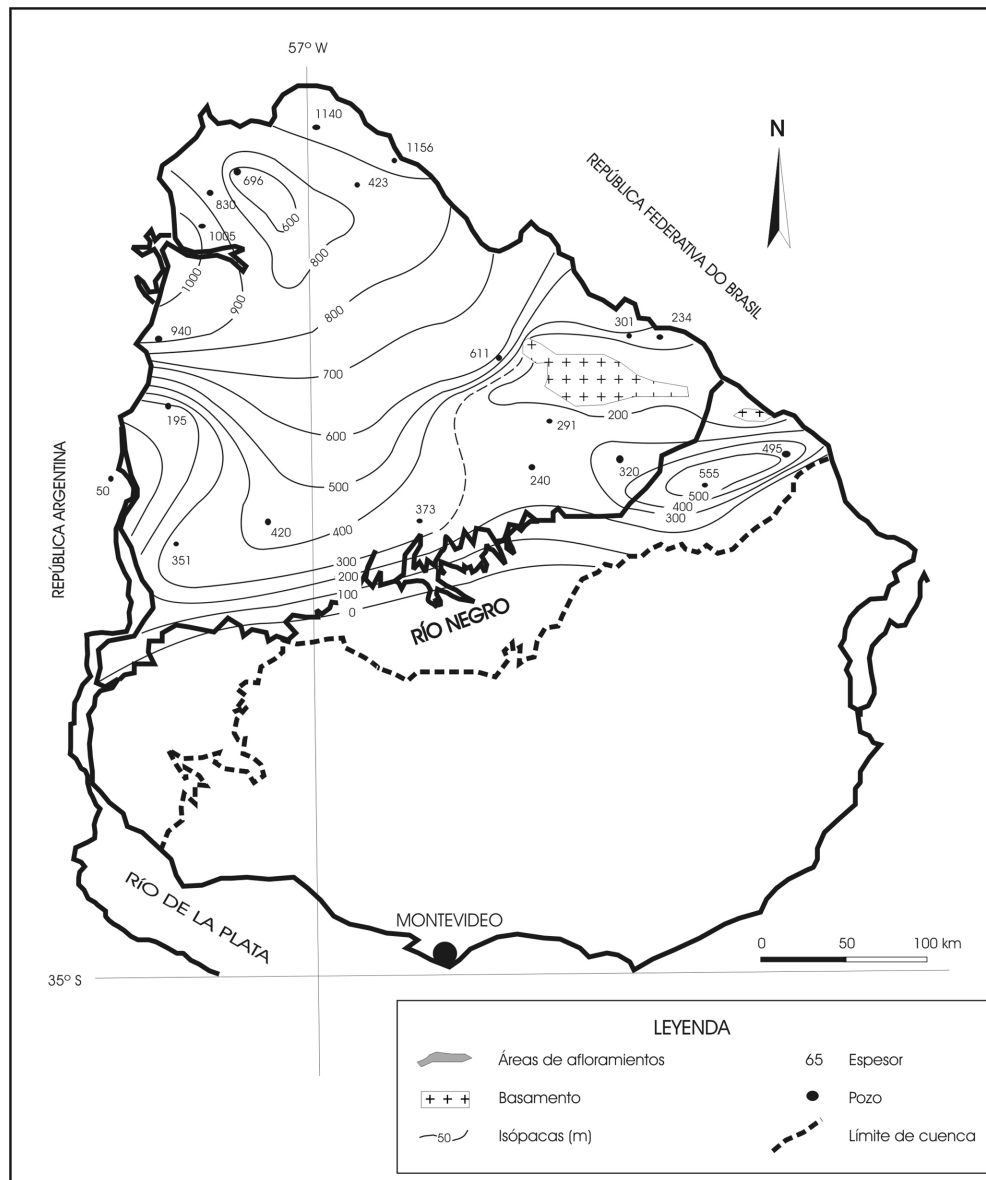 57º W
1140
1156
N
REPÚBLICA FEDERATIVA DO BRASIL
696
423
830
600
1005
800
1000
900
800
940
301
234
611
700
195
200
291
495
600
REPÚBLICA ARGENTINA
50
320
555
240
500
500
400
300
373
420
400
351
300
200
100
0
RÍO NEGRO
RÍO DE LA PLATA
MONTEVIDEO
0 50 100 km
35º S
LEYENDA
Áreas de afloramientos
65 Espesor
Basamento
Pozo
50 Isópacas (m)
Límite de cuenca